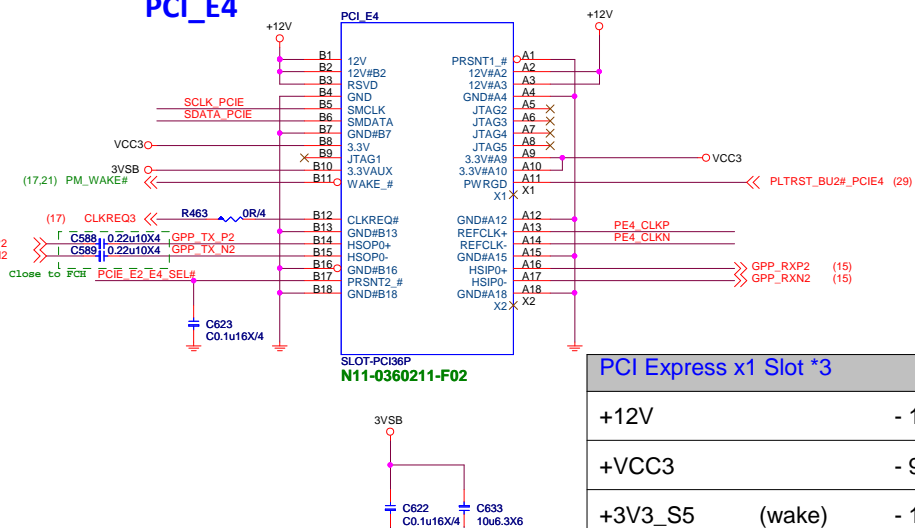 PCI_E4
+12V
PCI_E4
+12V
B1 12V PRSNT1_# A1
B2 12V#B2 12V#A2 A2
B3 RSVD 12V#A3 A3
B4 GND GND#A4 A4
SCLK_PCIE B5 SMCLK JTAG2 A5
SDATA_PCIE B6 SMDATA JTAG3 A6
B7 GND#B7 JTAG4 A7
VCC3 B8 3.3V JTAG5 A8
B9 JTAG1 3.3V#A9 A9 VCC3
3VSB B10 3.3VAUX 3.3V#A10 A10
(17,21) PM_WAKE# B11 WAKE_# PWRGD A11 PLTRST_BU2#_PCIE4 (29)
X1 X1
(17) CLKREQ3 R463 0R/4 B12 CLKREQ# GND#A12 A12
B13 GND#B13 REFCLK+ A13 PE4_CLKP
C588 0.22u10X4 GPP_TX_P2 B14 HSOP0+ REFCLK- A14 PE4_CLKN
C589 0.22u10X4 GPP_TX_N2 B15 HSOP0- GND#A15 A15
B16 GND#B16 HSIP0+ A16 GPP_RXP2 (15)
Close to PCH PCIE_E2_E4_SEL# B17 PRSNT2_# HSIP0- A17 GPP_RXN2 (15)
B18 GND#B18 GND#A18 A18
X2 X2
C623
C0.1u16X/4
SLOT-PCI36P
N11-0360211-F02
3VSB
C622
C0.1u16X/4
C633
10u6.3X6
PCI Express x1 Slot *3
+12V - 1
+VCC3 - 9
+3V3_S5 (wake) - 1